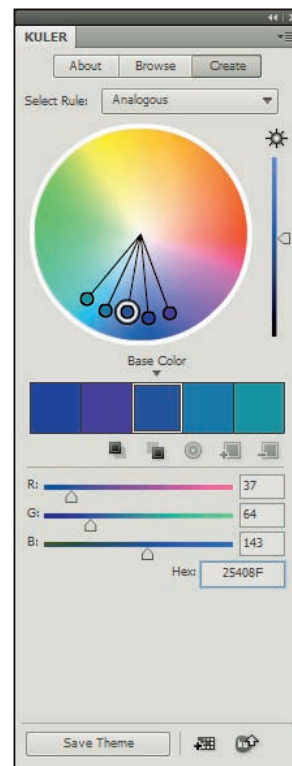 KULER
About Browse Create
Select Rule: Analogous
Base Color
R: 37
G: 64
B: 143
Hex: 25408F
Save Theme